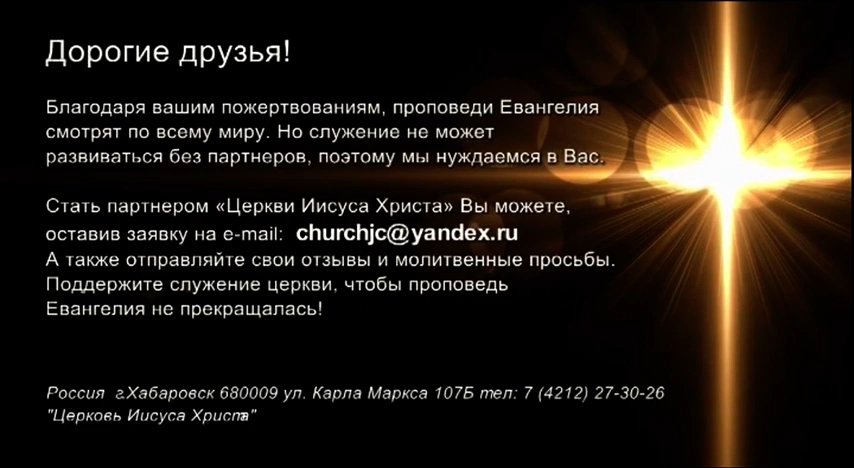 Дорогие друзья!
Благодаря вашим пожертвованиям, проповеди Евангелия
смотрят по всему миру. Но служение не может
развиваться без партнеров, поэтому мы нуждаемся в Вас.
Стать партнером «Церкви Иисуса Христа» Вы можете,
оставив заявку на e-mail: churchjc@yandex.ru
А также отправляйте свои отзывы и молитвенные просьбы.
Поддержите служение церкви, чтобы проповедь
Евангелия не прекращалась!
Россия г.Хабаровск 680009 ул. Карла Маркса 107Б тел: 7 (4212) 27-30-26
"Церковь Иисуса Христа"